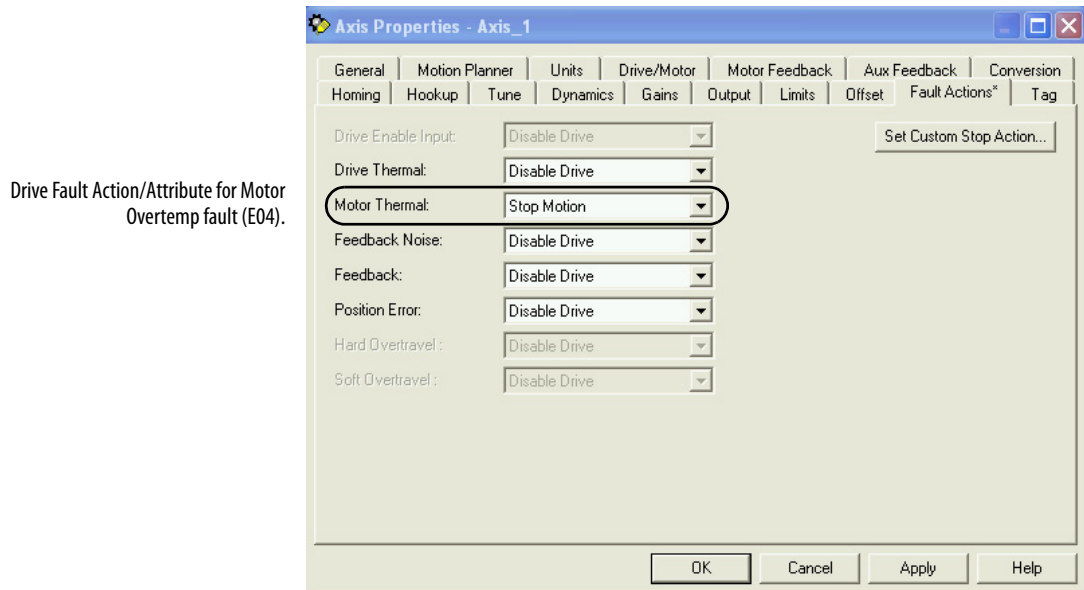 Axis Properties - Axis_1
General Motion Planner Units Drive/Motor Motor Feedback Aux Feedback Conversion
Homing Hookup Tune Dynamics Gains Output Limits Offset Fault Actions* Tag
Drive Enable Input: Disable Drive Set Custom Stop Action...
Drive Thermal: Disable Drive
Drive Fault Action/Attribute for Motor
Overtemp fault (E04).
Motor Thermal: Stop Motion
Feedback Noise: Disable Drive
Feedback: Disable Drive
Position Error: Disable Drive
Hard Overtravel : Disable Drive
Soft Overtravel : Disable Drive
OK Cancel Apply Help